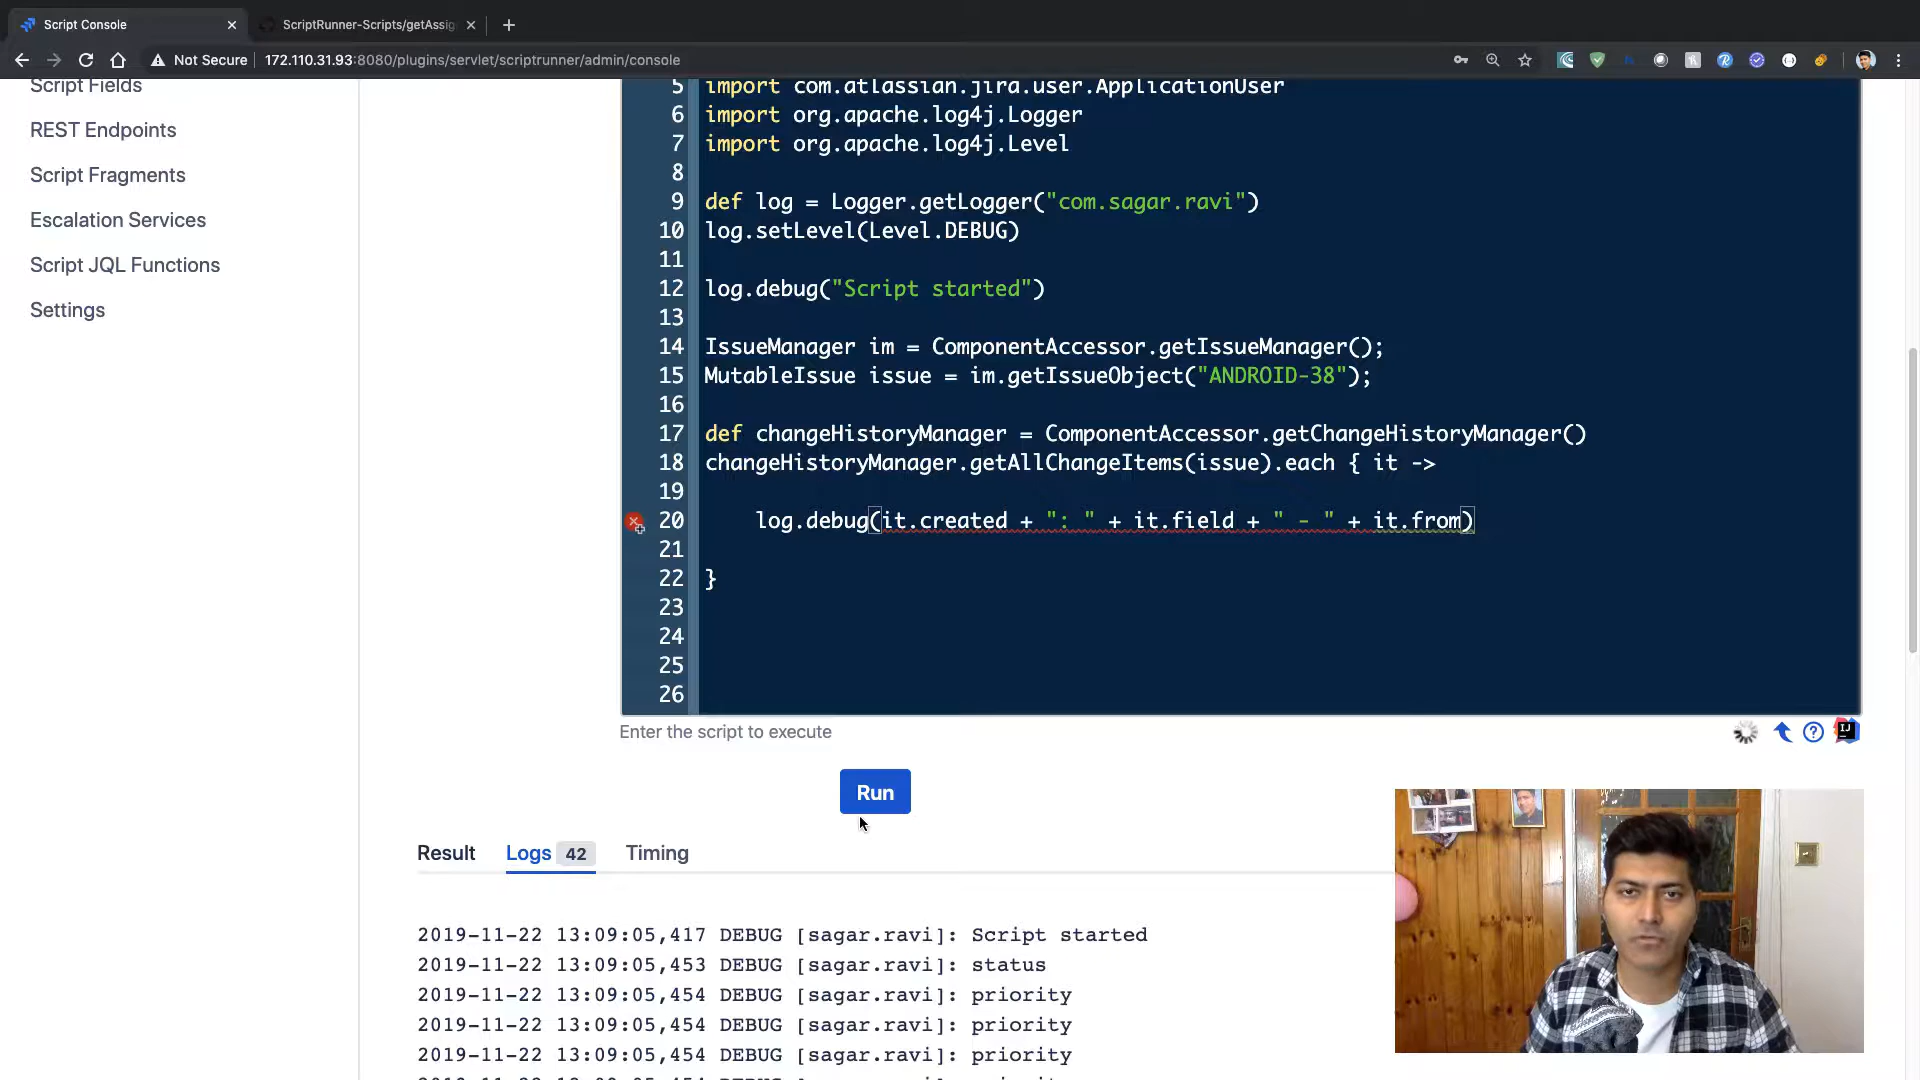 Script Console
ScriptRunner-Scripts/getAssig
Not Secure
172.110.31.93:8080/plugins/servlet/scriptrunner/admin/console
Script Fields
REST Endpoints
Script Fragments
Escalation Services
Script JQL Functions
Settings
5 import com.atlassian.jira.user.ApplicationUser
6 import org.apache.log4j.Logger
7 import org.apache.log4j.Level
8
9 def log = Logger.getLogger("com.sagar.ravi")
10 log.setLevel(Level.DEBUG)
11
12 log.debug("Script started")
13
14 IssueManager im = ComponentAccessor.getIssueManager();
15 MutableIssue issue = im.getIssueObject("ANDROID-38");
16
17 def changeHistoryManager = ComponentAccessor.getChangeHistoryManager()
18 changeHistoryManager.getAllChangeItems(issue).each { it ->
19
20 log.debug(it.created + ": " + it.field + " - " + it.from)
21
22 }
23
24
25
26
Enter the script to execute
IJ
Run
Result
Logs 42
Timing
2019-11-22 13:09:05,417 DEBUG [sagar.ravi]: Script started
2019-11-22 13:09:05,453 DEBUG [sagar.ravi]: status
2019-11-22 13:09:05,454 DEBUG [sagar.ravi]: priority
2019-11-22 13:09:05,454 DEBUG [sagar.ravi]: priority
2019-11-22 13:09:05,454 DEBUG [sagar.ravi]: priority